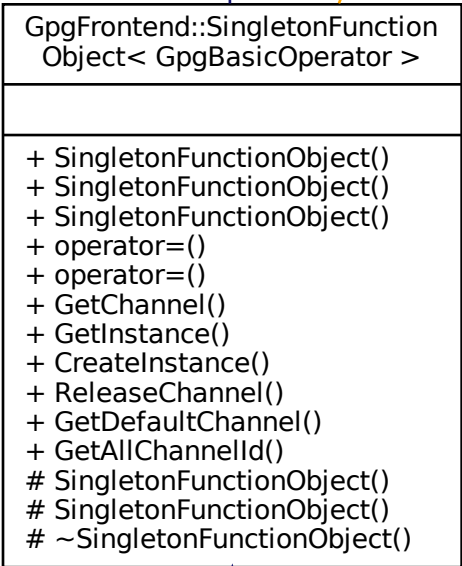 GpgFrontend::SingletonFunction
Object< GpgBasicOperator >
+ SingletonFunctionObject()
+ SingletonFunctionObject()
+ SingletonFunctionObject()
+ operator=()
+ operator=()
+ GetChannel()
+ GetInstance()
+ CreateInstance()
+ ReleaseChannel()
+ GetDefaultChannel()
+ GetAllChannelId()
# SingletonFunctionObject()
# SingletonFunctionObject()
# ~SingletonFunctionObject()